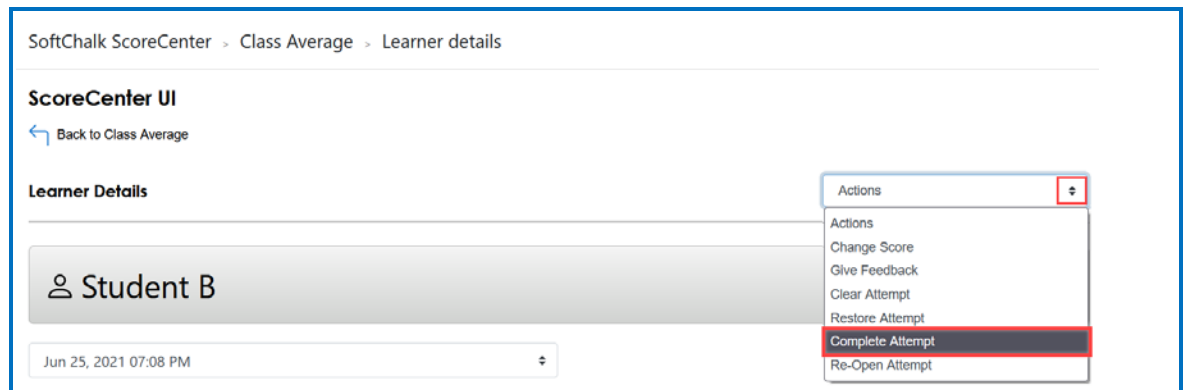 SoftChalk ScoreCenter > Class Average > Learner details
ScoreCenter UI
Back to Class Average
Learner Details
Actions
Actions
Change Score
Give Feedback
Clear Attempt
Restore Attempt
Complete Attempt
Re-Open Attempt
Student B
Jun 25, 2021 07:08 PM